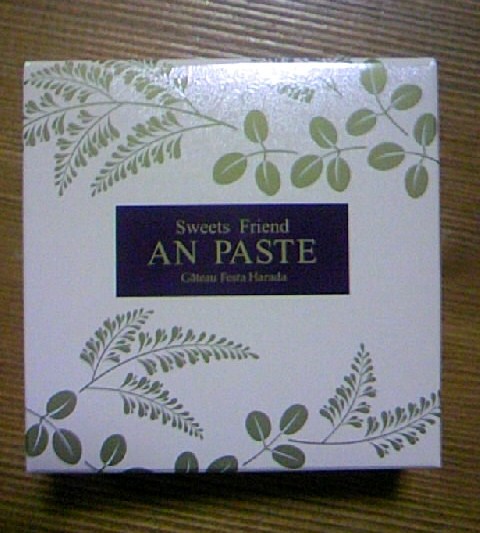 Sweets Friend
AN PASTE
Gâteau Festa Harada